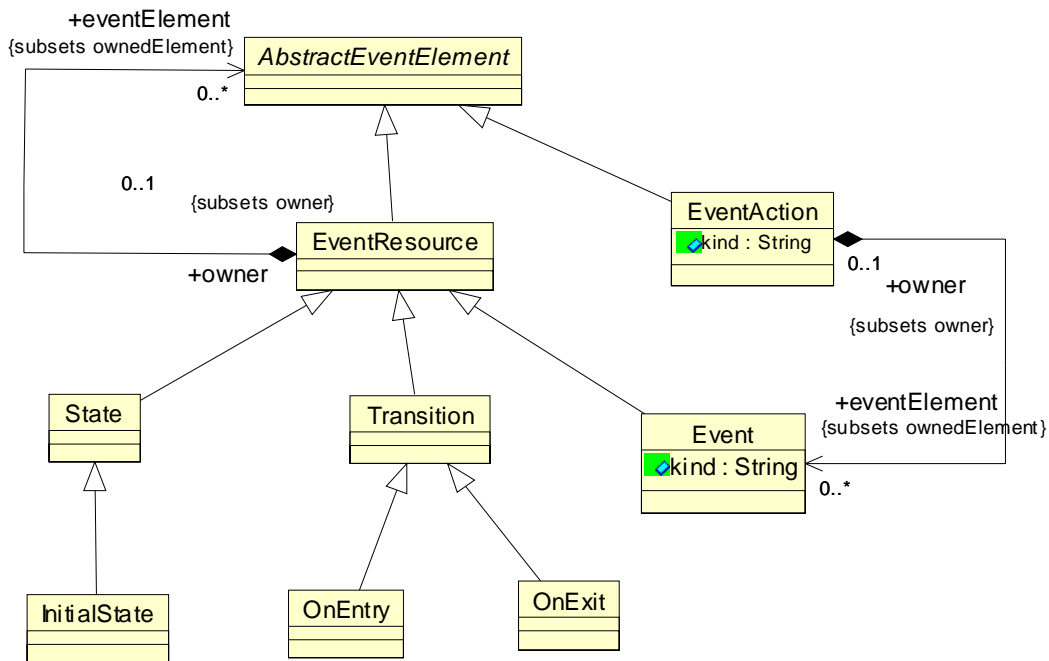 +eventElement
{subsets ownedElement}
AbstractEventElement
0..*
0..1
{subsets owner}
EventResource
+owner
EventAction
kind : String
0..1
+owner
{subsets owner}
State
Transition
+eventElement
{subsets ownedElement}
Event
kind : String
0..*
InitialState
OnEntry
OnExit